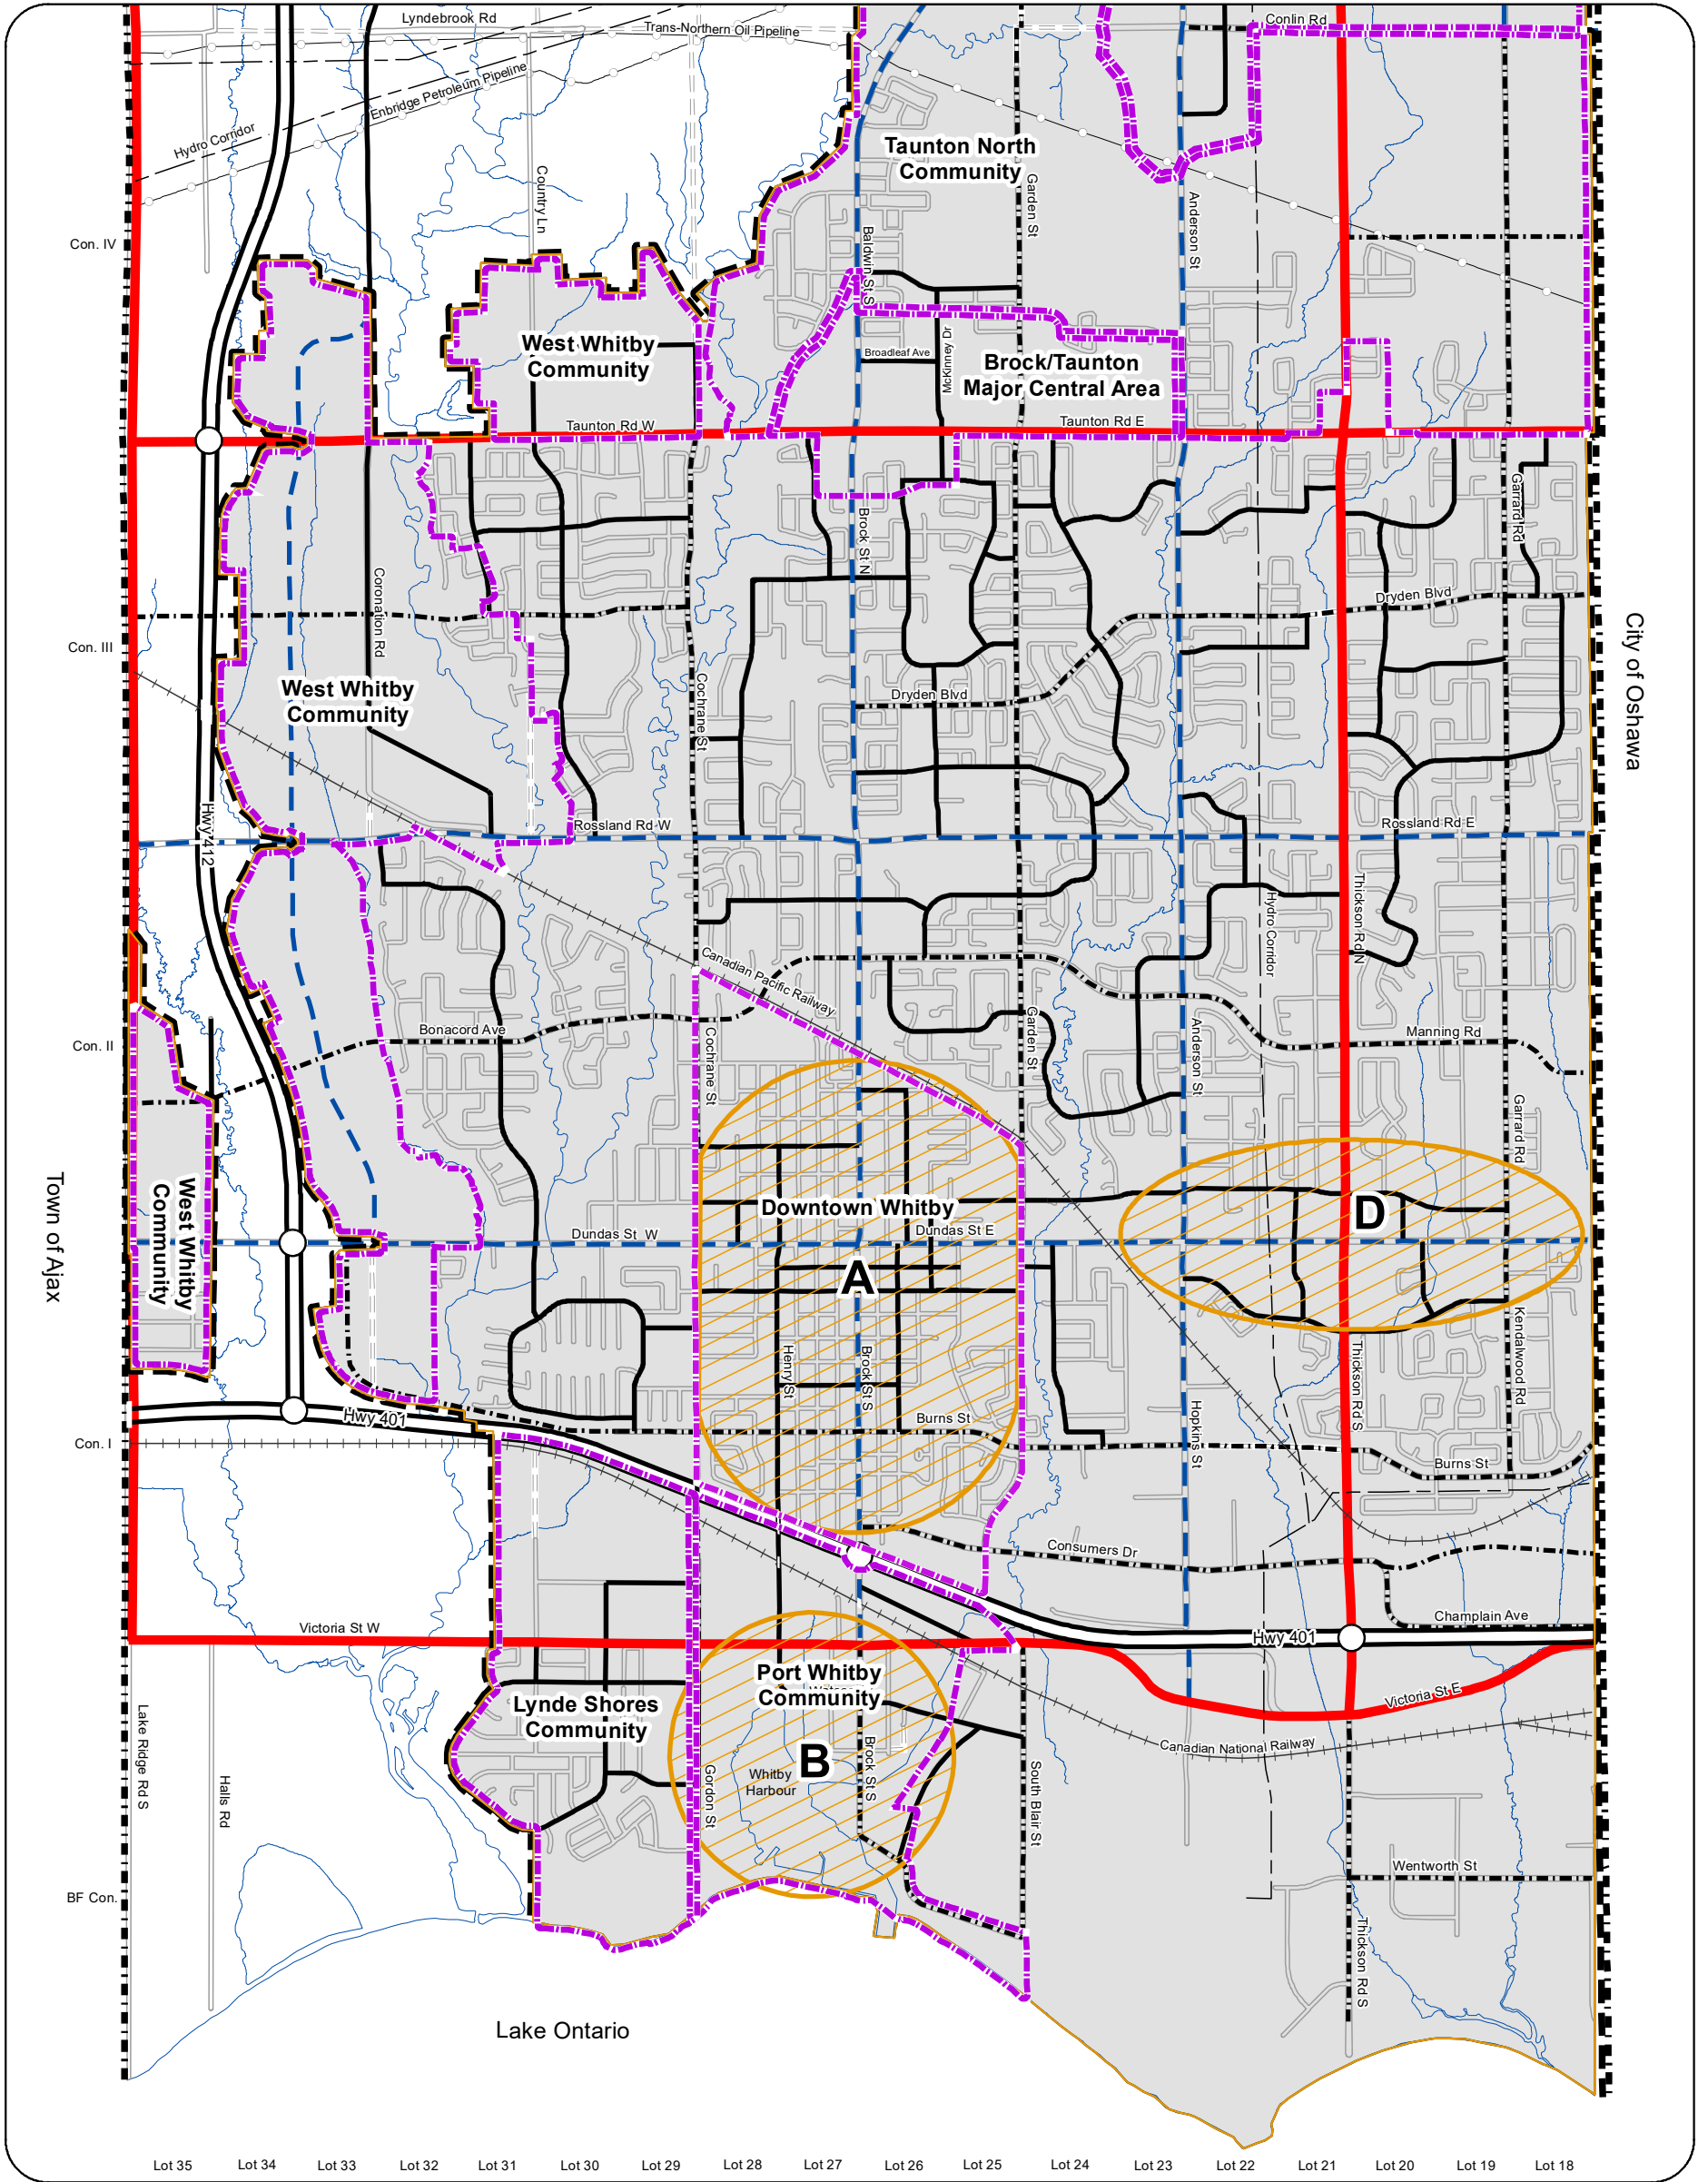 Lyndebrook Rd
Trans-Northern Oil Pipeline
Conlin Rd
Enbridge Petroleum Pipeline
Hydro Corridor
Taunton North
Community
Country Ln
Garden St
Anderson St
Con. IV
Baldwin St S
West Whitby
Community
Broadleaf Ave
McKinney Dr
Brock/Taunton
Major Central Area
Taunton Rd W
Taunton Rd E
Garrard Rd
Brock St N
Coronation Rd
Dryden Blvd
City of Oshawa
Con. III
West Whitby
Community
Cochrane St
Dryden Blvd
Hwy 412
Rossland Rd W
Rossland Rd E
Thickson Rd N
Hydro Corridor
Canadian Pacific Railway
Bonacord Ave
Cochrane St
Garden St
Anderson St
Manning Rd
Con. II
Garrard Rd
Town of Ajax
West Whitby
Community
Downtown Whitby
D
Dundas St W
Dundas St E
A
Henry St
Brock St S
Thickson Rd S
Kendalwood Rd
Hwy 401
Burns St
Hopkins St
Con. I
Burns St
Consumers Dr
Champlain Ave
Victoria St W
Hwy 401
Port Whitby
Community
Lynde Shores
Community
Victoria St E
Lake Ridge Rd S
Halls Rd
Gordon St
B
Whitby
Harbour
Brock St S
South Blair St
Canadian National Railway
Wentworth St
BF Con.
Thickson Rd S
Lake Ontario
Lot 35 Lot 34 Lot 33 Lot 32 Lot 31 Lot 30 Lot 29 Lot 28 Lot 27 Lot 26 Lot 25 Lot 24 Lot 23 Lot 22 Lot 21 Lot 20 Lot 19 Lot 18